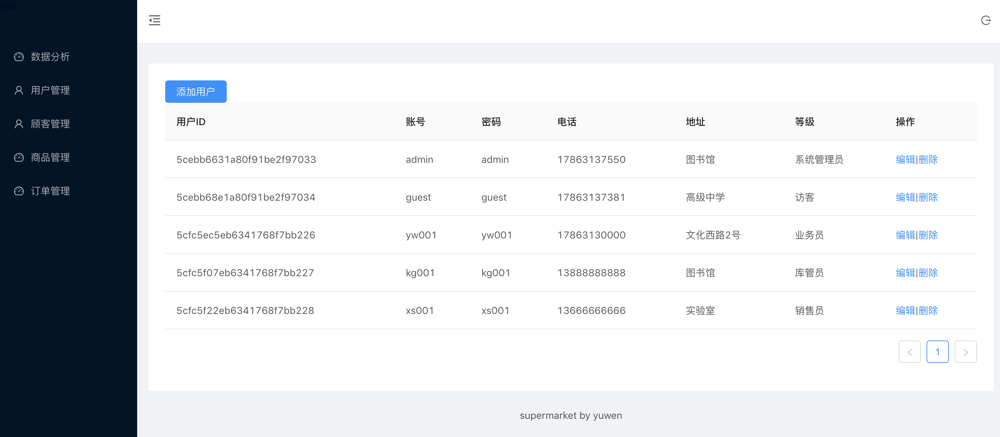 ogo
数据分析
用户管理
顾客管理
商品管理
订单管理
添加用户
用户ID 账号 密码 电话 地址 等级 操作
5cebb6631a80f91be2f97033 admin admin 17863137550 图书馆 系统管理员 编辑|删除
5cebb68e1a80f91be2f97034 guest guest 17863137381 高级中学 访客 编辑|删除
5cfc5ec5eb6341768f7bb226 yw001 yw001 17863130000 文化西路2号 业务员 编辑|删除
5cfc5f07eb6341768f7bb227 kg001 kg001 13888888888 图书馆 库管员 编辑|删除
5cfc5f22eb6341768f7bb228 xs001 xs001 13666666666 实验室 销售员 编辑|删除
< 1 >
supermarket by yuwen